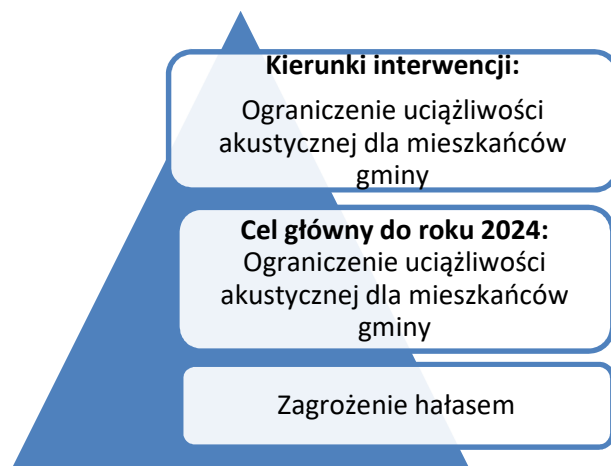 Kierunki interwencji:
Ograniczenie uciążliwości
akustycznej dla mieszkańców
gminy
Cel główny do roku 2024:
Ograniczenie uciążliwości
akustycznej dla mieszkańców
gminy
Zagrożenie hałasem